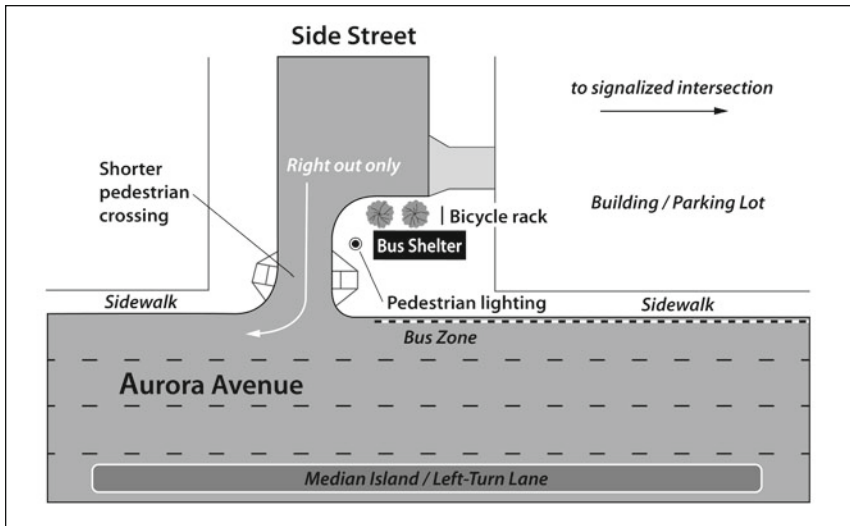 Side Street
to signalized intersection
Right out only
Shorter
pedestrian
crossing
Building / Parking Lot
Bicycle rack
Bus Shelter
Sidewalk
Pedestrian lighting
Sidewalk
Bus Zone
Aurora Avenue
Median Island / Left-Turn Lane